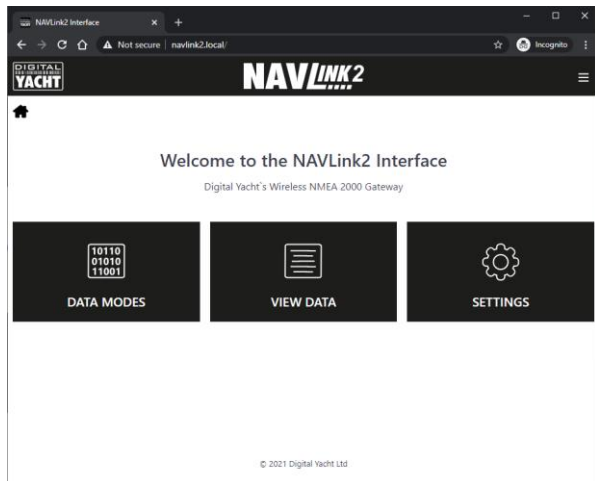 NAVLink2 Interface
Not secure navlink2.local/
Incognito
DIGITAL
YACHT
NAVLINK2
Welcome to the NAVLink2 Interface
Digital Yacht`s Wireless NMEA 2000 Gateway
10110
01010
11001
DATA MODES
VIEW DATA
SETTINGS
© 2021 Digital Yacht Ltd